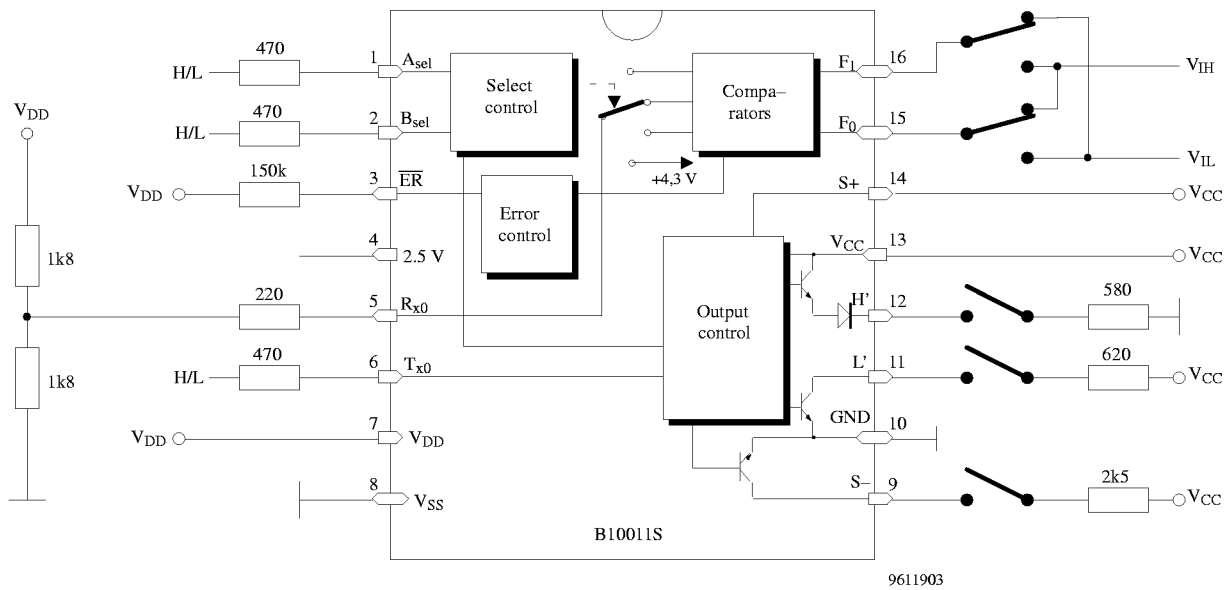 470
1
A_sel
H/L
Select
control
F_1
16
Compa–
rators
V_IH
V_DD
470
2
B_sel
H/L
F_0
15
150k
V_DD
3
ER
+4,3 V
V_IL
S+
14
V_CC
Error
control
4
2.5 V
1k8
V_CC
13
V_CC
220
5
R_x0
Output
control
H'
12
580
470
6
T_x0
H/L
1k8
L'
11
620
V_CC
GND
10
V_DD
7
V_DD
8
V_SS
S–
9
2k5
V_CC
B10011S
9611903